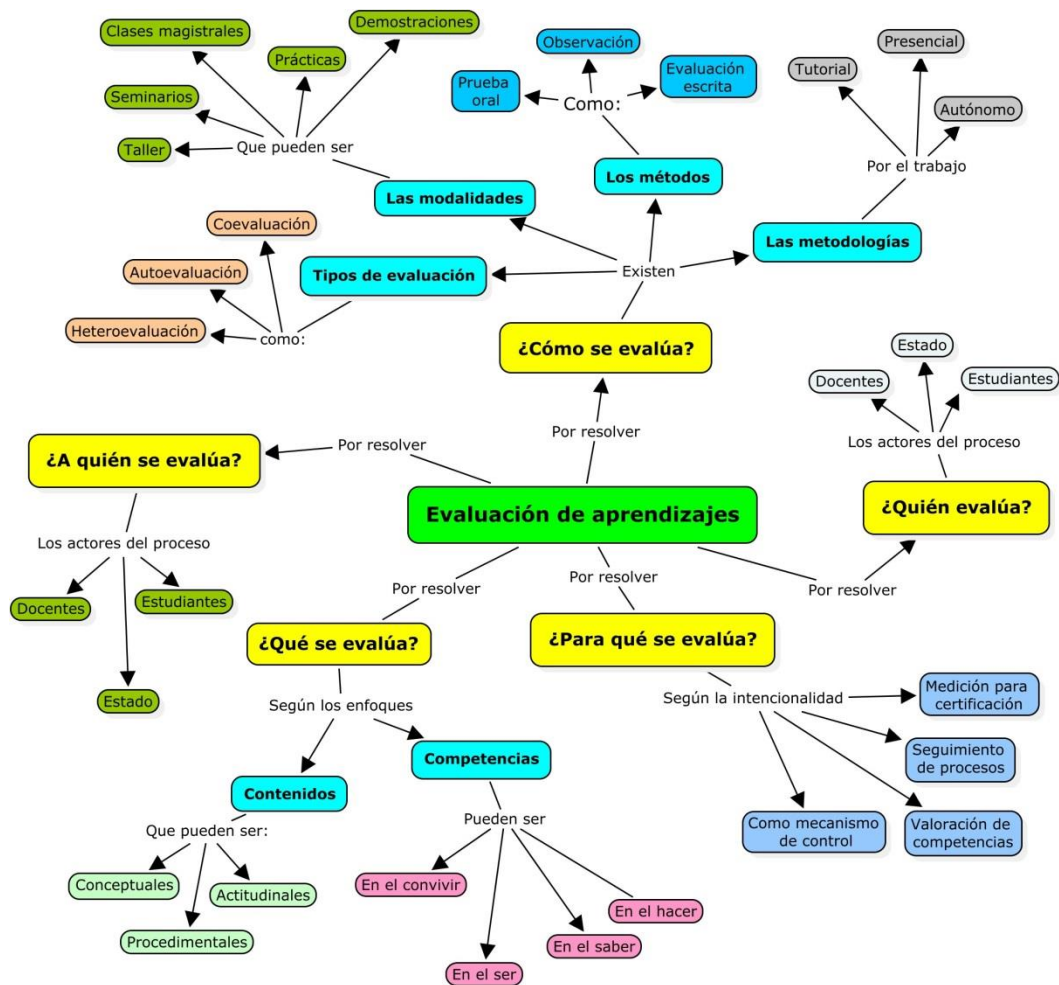 Clases magistrales
Demostraciones
Prácticas
Seminarios
Taller
Que pueden ser
Las modalidades
Observación
Prueba
oral
Evaluación
escrita
Como:
Los métodos
Presencial
Tutorial
Autónomo
Por el trabajo
Las metodologías
Coevaluación
Autoevaluación
Heteroevaluación
como:
Tipos de evaluación
Existen
¿Cómo se evalúa?
Por resolver
Estado
Docentes
Estudiantes
Los actores del proceso
¿Quién evalúa?
Por resolver
¿A quién se evalúa?
Por resolver
Los actores del proceso
Docentes
Estudiantes
Estado
Evaluación de aprendizajes
Por resolver
¿Qué se evalúa?
Según los enfoques
Contenidos
Que pueden ser:
Conceptuales
Actitudinales
Procedimentales
Competencias
Pueden ser
En el convivir
En el hacer
En el saber
En el ser
Por resolver
¿Para qué se evalúa?
Según la intencionalidad
Medición para
certificación
Seguimiento
de procesos
Como mecanismo
de control
Valoración de
competencias